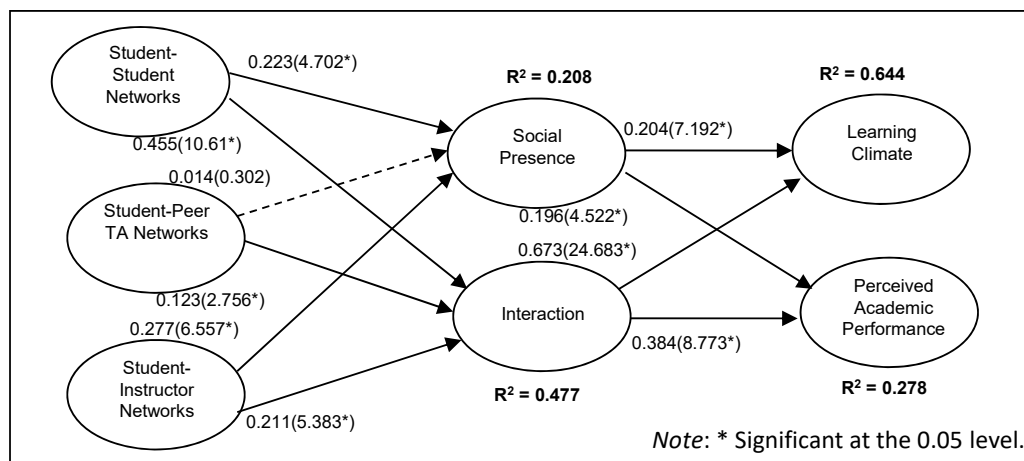 Student-
Student
Networks
0.223(4.702*)
0.455(10.61*)
0.014(0.302)
Student-Peer
TA Networks
0.123(2.756*)
0.277(6.557*)
Student-
Instructor
Networks
0.211(5.383*)
R² = 0.208
Social
Presence
0.204(7.192*)
0.196(4.522*)
0.673(24.683*)
Interaction
0.384(8.773*)
R² = 0.477
R² = 0.644
Learning
Climate
Perceived
Academic
Performance
R² = 0.278
Note: * Significant at the 0.05 level.